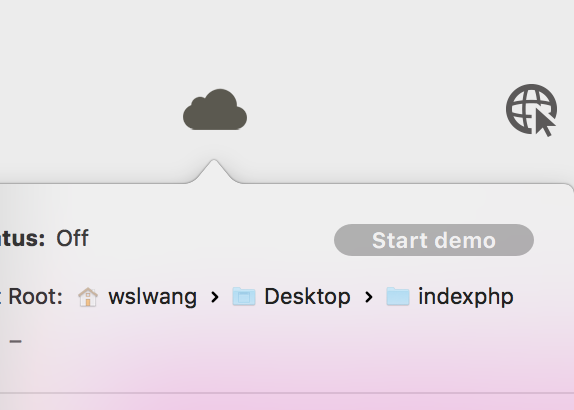 tus: Off
Start demo
t Root: wslwang › Desktop › indexphp
–